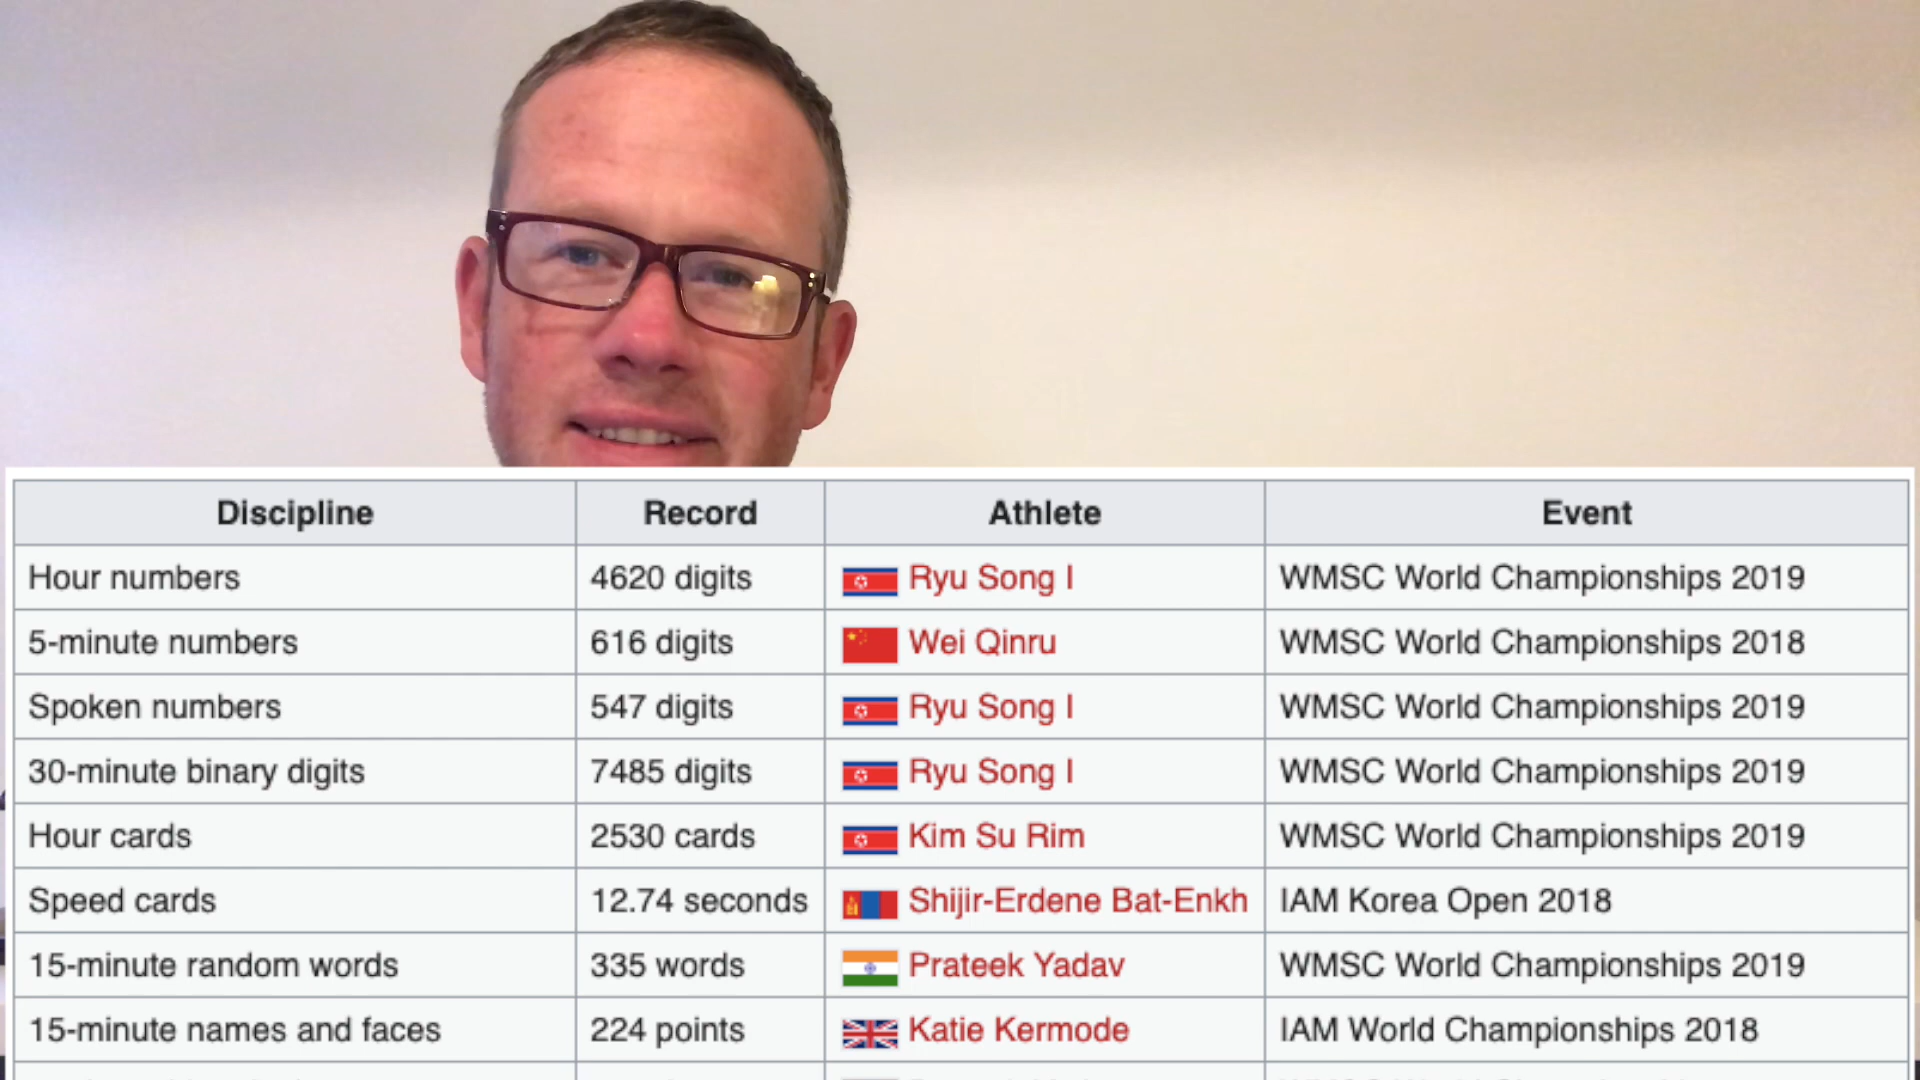 Discipline Record Athlete Event
Hour numbers 4620 digits Ryu Song I WMSC World Championships 2019
5-minute numbers 616 digits Wei Qinru WMSC World Championships 2018
Spoken numbers 547 digits Ryu Song I WMSC World Championships 2019
30-minute binary digits 7485 digits Ryu Song I WMSC World Championships 2019
Hour cards 2530 cards Kim Su Rim WMSC World Championships 2019
Speed cards 12.74 seconds Shijir-Erdene Bat-Enkh IAM Korea Open 2018
15-minute random words 335 words Prateek Yadav WMSC World Championships 2019
15-minute names and faces 224 points Katie Kermode IAM World Championships 2018